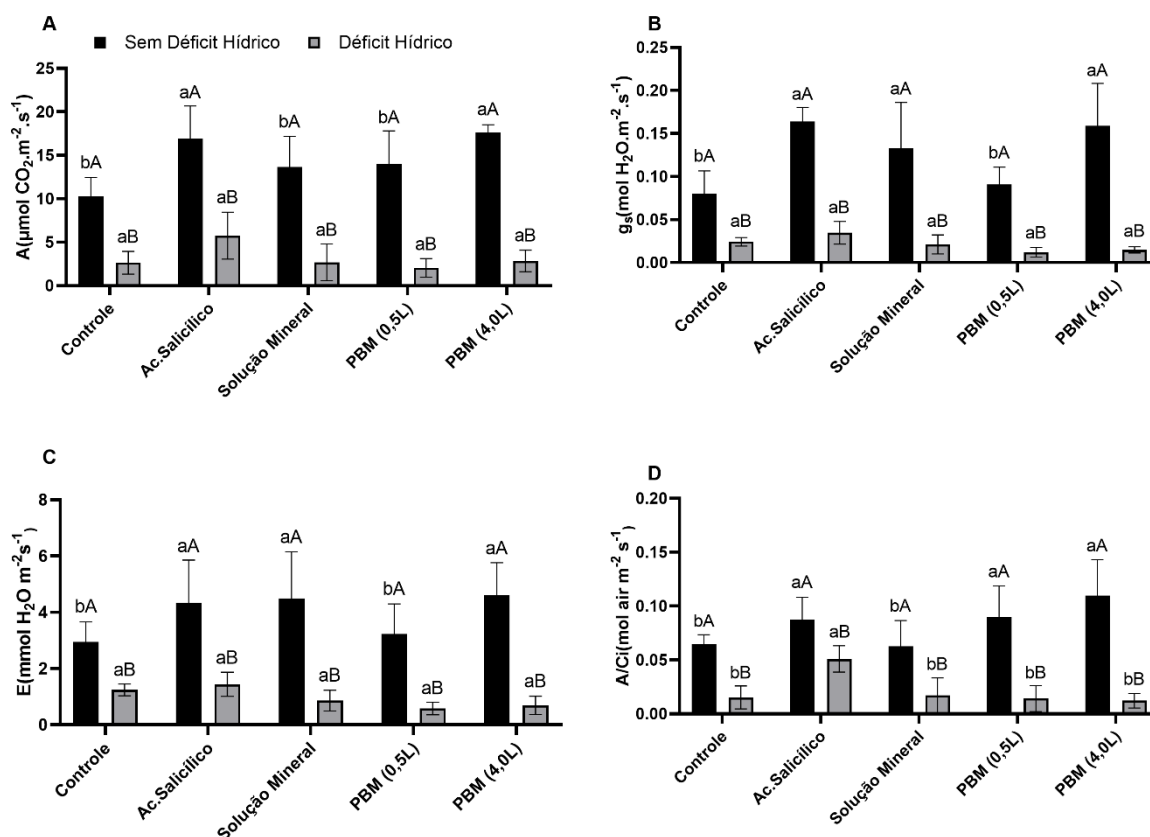 A
Sem Déficit Hídrico Déficit Hídrico
A(μmol CO₂.m⁻².s⁻¹)
25
20
15
10
5
0
bA aB aA aB bA aB bA aB aA aB
Controle
Ac.Salicílico
Solução Mineral
PBM (0,5L)
PBM (4,0L)
B
gₛ(mol H₂O.m⁻².s⁻¹)
0.25
0.20
0.15
0.10
0.05
0.00
bA aB aA aB aA aB bA aB aA aB
Controle
Ac.Salicílico
Solução Mineral
PBM (0,5L)
PBM (4,0L)
C
E(mmol H₂O m⁻²s⁻¹)
8
6
4
2
0
bA aB aA aB aA aB bA aB aA aB
Controle
Ac.Salicílico
Solução Mineral
PBM (0,5L)
PBM (4,0L)
D
A/Ci(mol air m⁻² s⁻¹)
0.20
0.15
0.10
0.05
0.00
bA bB aA aB bA bB aA bB aA bB
Controle
Ac.Salicílico
Solução Mineral
PBM (0,5L)
PBM (4,0L)